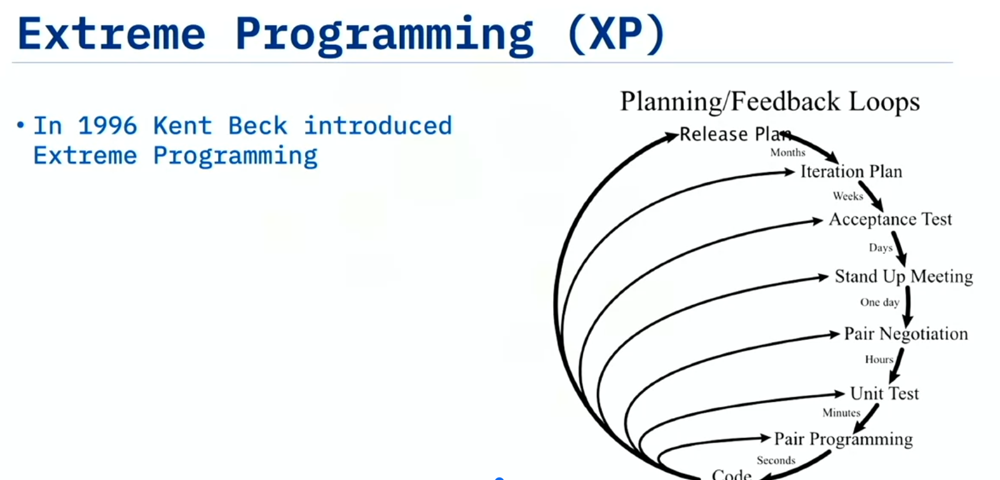 Extreme Programming (XP)
• In 1996 Kent Beck introduced
Extreme Programming
Planning/Feedback Loops
Release Plan
Months
Iteration Plan
Weeks
Acceptance Test
Days
Stand Up Meeting
One day
Pair Negotiation
Hours
Unit Test
Minutes
Pair Programming
Seconds
Code